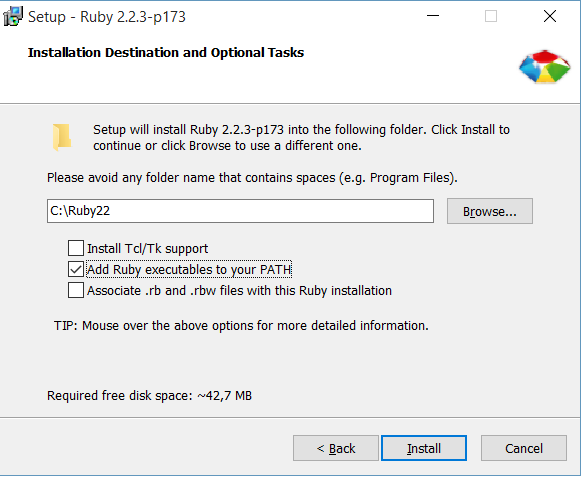 Setup - Ruby 2.2.3-p173
Installation Destination and Optional Tasks
Setup will install Ruby 2.2.3-p173 into the following folder. Click Install to
continue or click Browse to use a different one.
Please avoid any folder name that contains spaces (e.g. Program Files).
C:\Ruby22
Browse...
Install Tcl/Tk support
Add Ruby executables to your PATH
Associate .rb and .rbw files with this Ruby installation
TIP: Mouse over the above options for more detailed information.
Required free disk space: ~42,7 MB
< Back
Install
Cancel